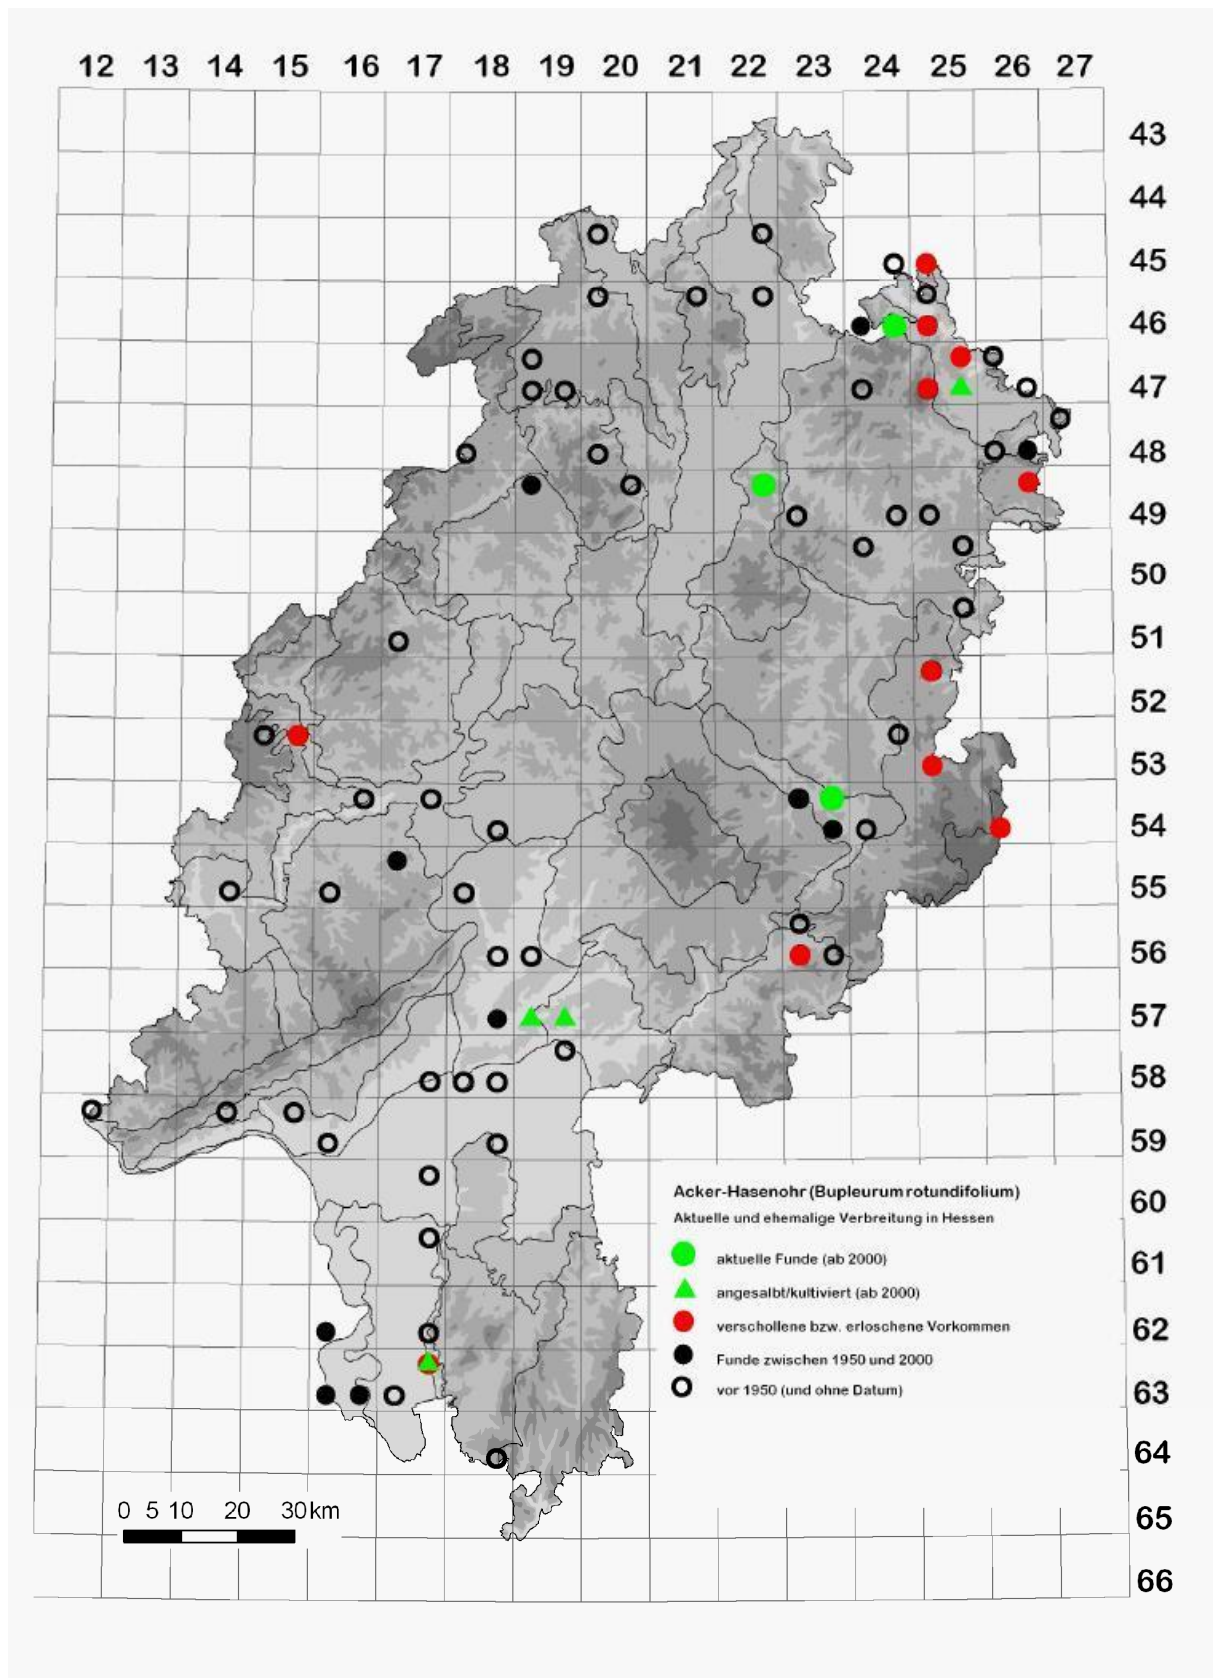 12 13 14 15 16 17 18 19 20 21 22 23 24 25 26 27
43
44
45
46
47
48
49
50
51
52
53
54
55
56
57
58
59
60
61
62
63
64
65
66
Acker-Hasenohr (Bupleurum rotundifolium)
Aktuelle und ehemalige Verbreitung in Hessen
aktuelle Funde (ab 2000)
angesalbt/kultiviert (ab 2000)
verschollene bzw. erloschene Vorkommen
Funde zwischen 1950 und 2000
vor 1950 (und ohne Datum)
0 5 10 20 30km